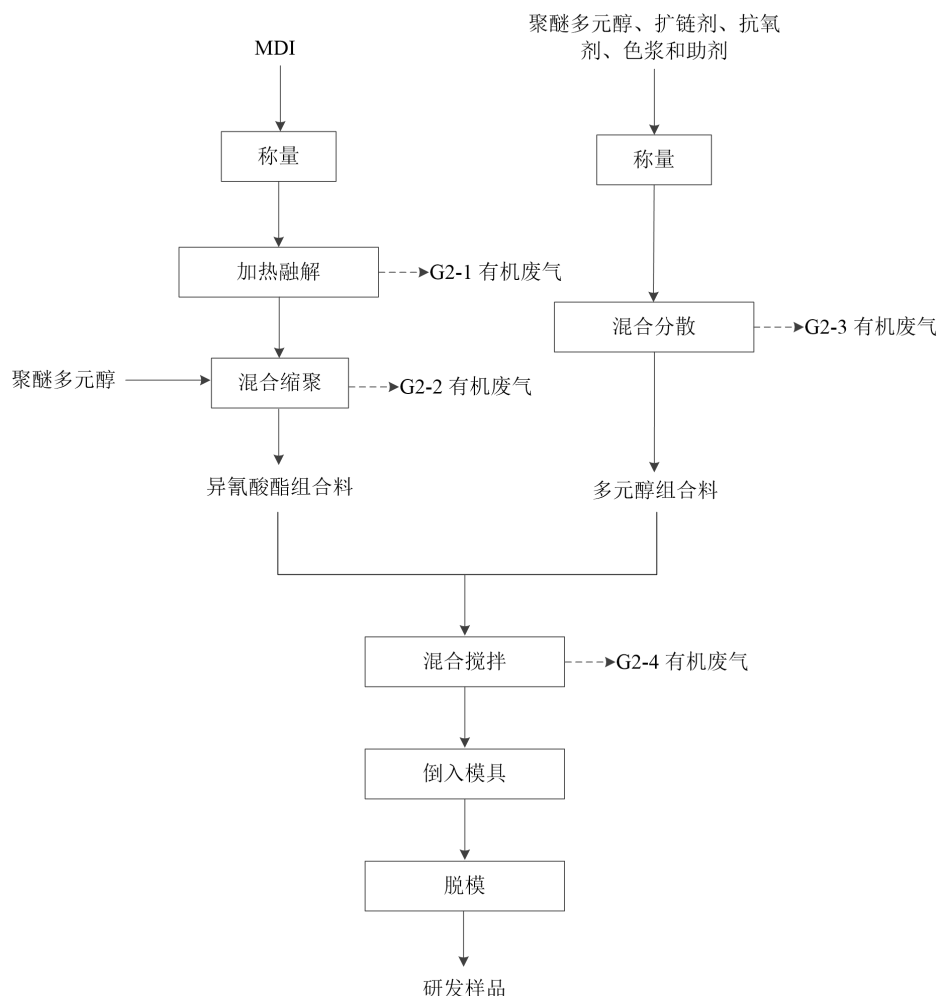 MDI
聚醚多元醇、扩链剂、抗氧
剂、色浆和助剂
称量
称量
加热融解
G2-1 有机废气
混合分散
G2-3 有机废气
聚醚多元醇
混合缩聚
G2-2 有机废气
异氰酸酯组合料
多元醇组合料
混合搅拌
G2-4 有机废气
倒入模具
脱模
研发样品